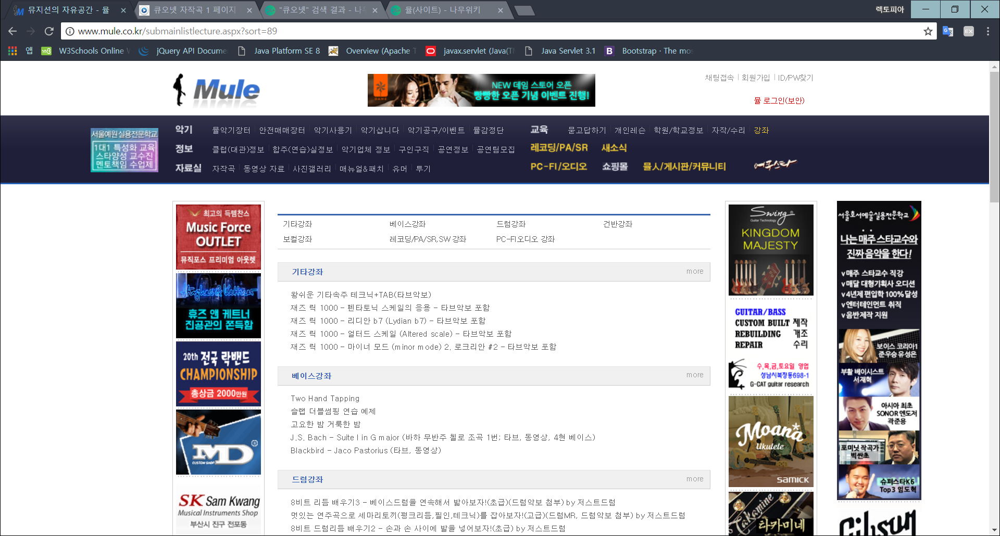 뮤지션의 자유공간 - 뮬
큐오넷 자작곡 1 페이지
"큐오넷" 검색 결과 - 나무
뮬(사이트) - 나무위키
렉토피아
www.mule.co.kr/submainlistlecture.aspx?sort=89
앱
W3Schools Online
jQuery API Docume
Java Platform SE 8
Overview (Apache T
javax.servlet (Java(T
Java Servlet 3.1
Bootstrap · The mos
Mule
DAME
NEW 데임 스토어 오픈
빵빵한 오픈 기념 이벤트 진행!
채팅접속 | 회원가입 | ID/PW찾기
뮬 로그인(보안)
서울예원실용전문학교
1대1 특성화 교육
스타양성 교수진
멘토책임 수업제
악기 뮬악기장터 안전매매장터 악기사용기 악기삽니다 악기공구/이벤트 뮬감정단
정보 클럽(대관)정보 합주(연습)실정보 악기업체 정보 구인구직 공연정보 공연팀모집
자료실 자작곡 동영상 자료 사진갤러리 매뉴얼&패치 유머 투기
교육 묻고답하기 개인레슨 학원/학교정보 자작/수리 강좌
레코딩/PA/SR 새소식
PC-FI/오디오 쇼핑몰 뮬人/게시판/커뮤니티
최고의 득템찬스
Music Force
OUTLET
뮤직포스 프리미엄 아웃렛
Hughes & Kettner
휴즈 앤 케트너
진공관의 쫀득함
20th 전국 락밴드
CHAMPIONSHIP
총상금 2000만원
MD®
CUSTOM SHOP
SK Sam Kwang
Musical Instruments Shop
부산시 진구 전포동
기타강좌 베이스강좌 드럼강좌 건반강좌
보컬강좌 레코딩/PA/SR,SW 강좌 PC-FI오디오 강좌
기타강좌 more
왕쉬운 기타속주 테크닉+TAB(타브악보)
재즈 릭 1000 - 펜타토닉 스케일의 응용 - 타브악보 포함
재즈 릭 1000 - 리디안 b7 (Lydian b7) - 타브악보 포함
재즈 릭 1000 - 얼터드 스케일 (Altered scale) - 타브악보 포함
재즈 릭 1000 - 마이너 모드 (minor mode) 2, 로크리안 #2 - 타브악보 포함
베이스강좌 more
Two Hand Tapping
슬랩 더블썸핑 연습 예제
고요한 밤 거룩한 밤
J.S. Bach - Suite I in G major (바하 무반주 첼로 조곡 1번; 타브, 동영상, 4현 베이스)
Blackbird - Jaco Pastorius (타브, 동영상)
드럼강좌 more
8비트 리듬 배우기3 - 베이스드럼을 연속해서 밟아보자!(초급)(드럼악보 첨부) by 저스트드럼
멋있는 연주곡으로 세마리토끼(펑크리듬,필인,테크닉)를 잡아보자!(고급)(드럼MR, 드럼악보 첨부) by 저스트드럼
8비트 드럼리듬 배우기2 - 손과 손 사이에 발을 넣어보자!(초급) by 저스트드럼
Swing®
Guitar Technology
KINGDOM
MAJESTY
GUITAR/BASS
CUSTOM BUILT 제작
REBUILDING 개조
REPAIR 수리
수,목,금,토요일 영업
성남시복정동698-1
G-CAT guitar research
Moana
Ukulele
SAMICK
Takamine
타카미네
서울호서예술실용전문학교
나는 매주 스타교수와
진짜 음악을 한다!
v매주 스타교수 직강
v매달 대형기획사 오디션
v4년제 편입학 100% 달성
v엔터테인먼트 취직
v음반제작 지원
보이스 코리아1
준우승 유성은
부활 베이시스트
서재혁
아시아 최초
SONOR 엔도저
곽준용
포미닛 작곡가
빅싼초
슈퍼스타K6
Top3 임도혁
Gibson